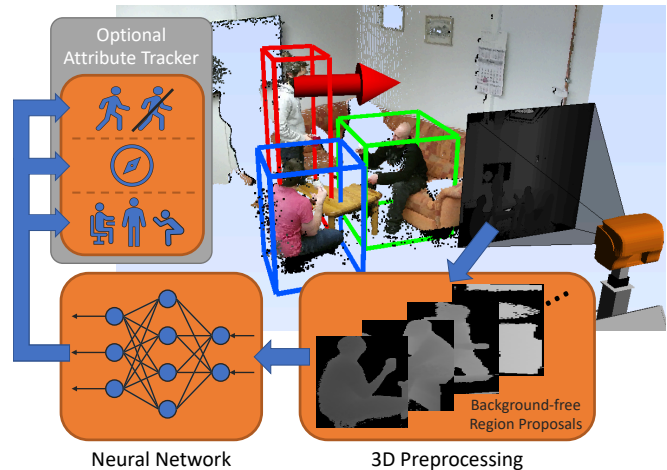 Optional
Attribute Tracker
Background-free
Region Proposals
Neural Network
3D Preprocessing